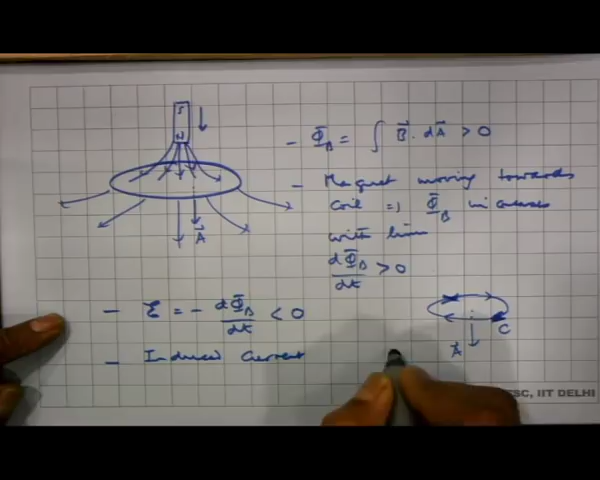 S
N
A⃗
- Φ_B = ∫ B⃗ . dA⃗ > 0
- Magnet moving towards
coil =) Φ_B increases
with time
dΦ_B/dt > 0
- Ɛ = - dΦ_B/dt < 0
- Induced Current
C
A⃗
SC, IIT DELHI